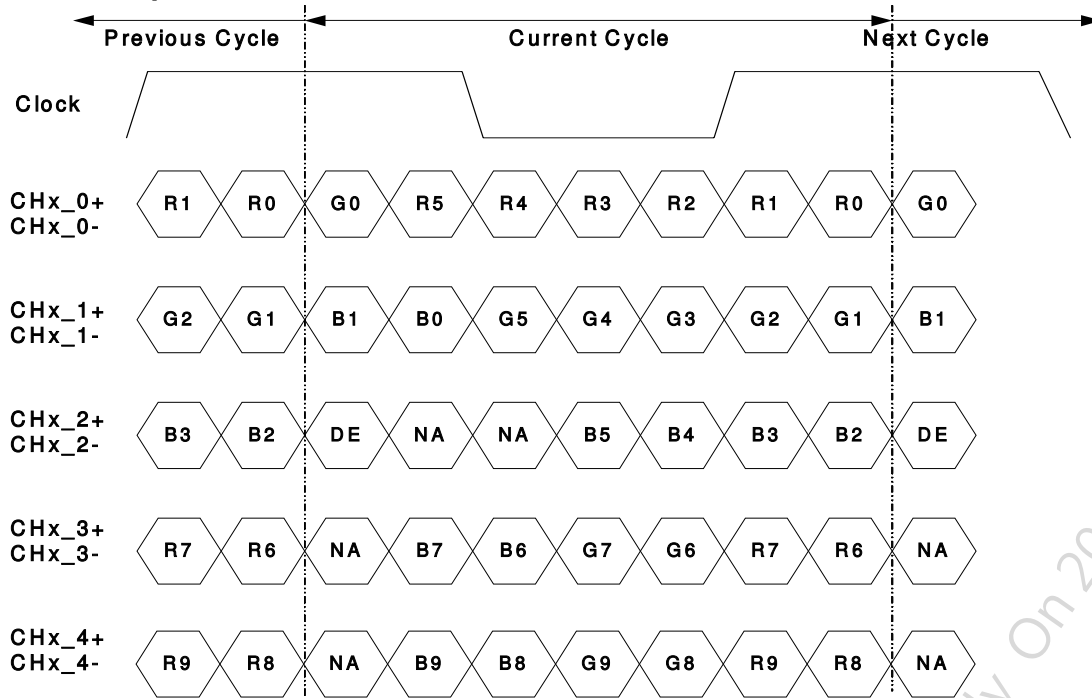 Previous Cycle Current Cycle Next Cycle
Clock
CHx_0+
CHx_0-
R1 R0 G0 R5 R4 R3 R2 R1 R0 G0
CHx_1+
CHx_1-
G2 G1 B1 B0 G5 G4 G3 G2 G1 B1
CHx_2+
CHx_2-
B3 B2 DE NA NA B5 B4 B3 B2 DE
CHx_3+
CHx_3-
R7 R6 NA B7 B6 G7 G6 R7 R6 NA
CHx_4+
CHx_4-
R9 R8 NA B9 B8 G9 G8 R9 R8 NA
On 20